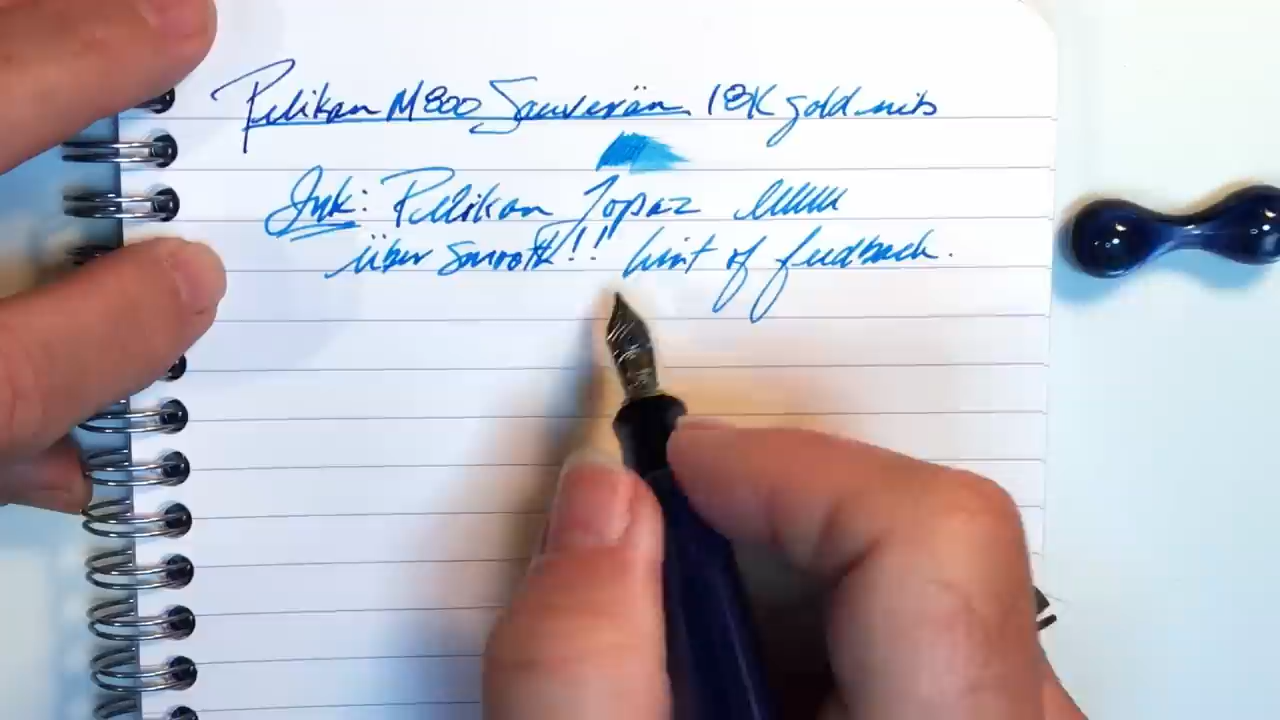 Pelikan M800 Souverän 18K gold nib
Ink: Pelikan Topaz
über smooth!! hint of feedback.